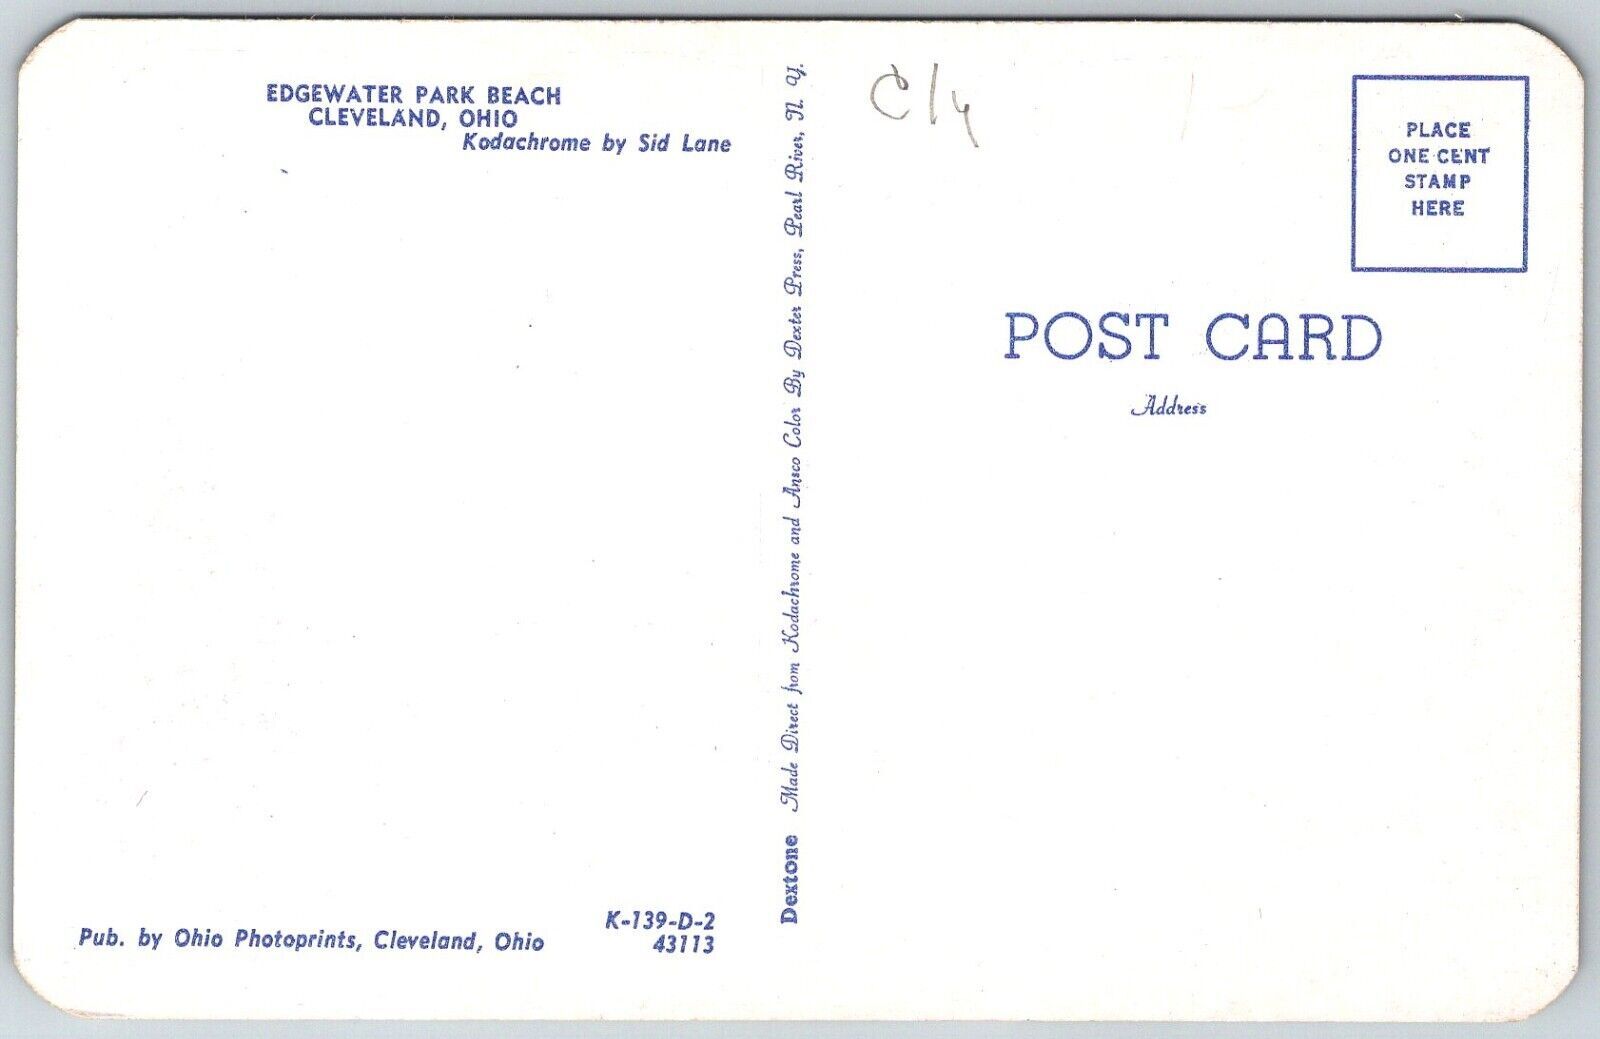 EDGEWATER PARK BEACH
CLEVELAND, OHIO
Kodachrome by Sid Lane
Pub. by Ohio Photoprints, Cleveland, Ohio
K-139-D-2
43113
Dextone Made Direct from Kodachrome and Ansco Color By Dexter Press, Pearl River, N. Y.
PLACE
ONE CENT
STAMP
HERE
POST CARD
Address